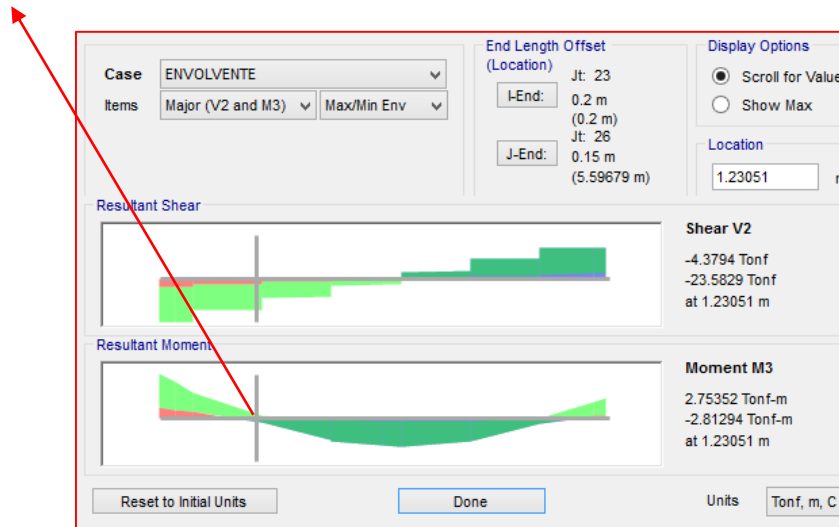 End Length Offset
(Location)
Display Options
Case ENVOLVENTE
Jt: 23
Scroll for Value
Items Major (V2 and M3) Max/Min Env
I-End: 0.2 m
(0.2 m)
Show Max
Jt: 26
J-End: 0.15 m
(5.59679 m)
Location
1.23051
Resultant Shear
Shear V2
-4.3794 Tonf
-23.5829 Tonf
at 1.23051 m
Resultant Moment
Moment M3
2.75352 Tonf-m
-2.81294 Tonf-m
at 1.23051 m
Reset to Initial Units Done Units Tonf, m, C